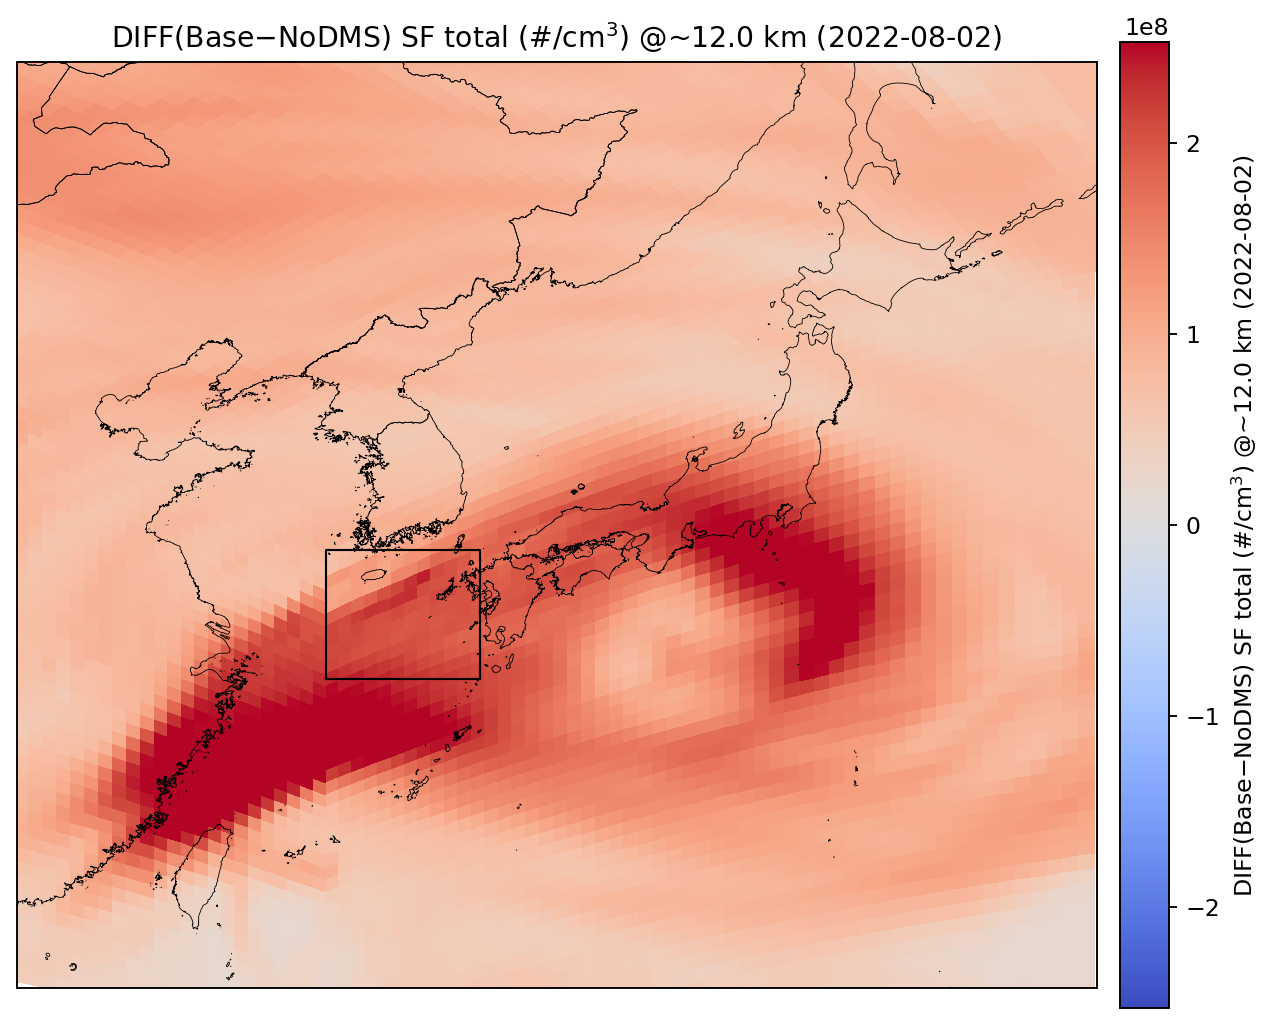 DIFF(Base−NoDMS) SF total (#/cm³) @~12.0 km (2022-08-02)
1e8
2
1
0
−1
−2
DIFF(Base−NoDMS) SF total (#/cm³) @~12.0 km (2022-08-02)